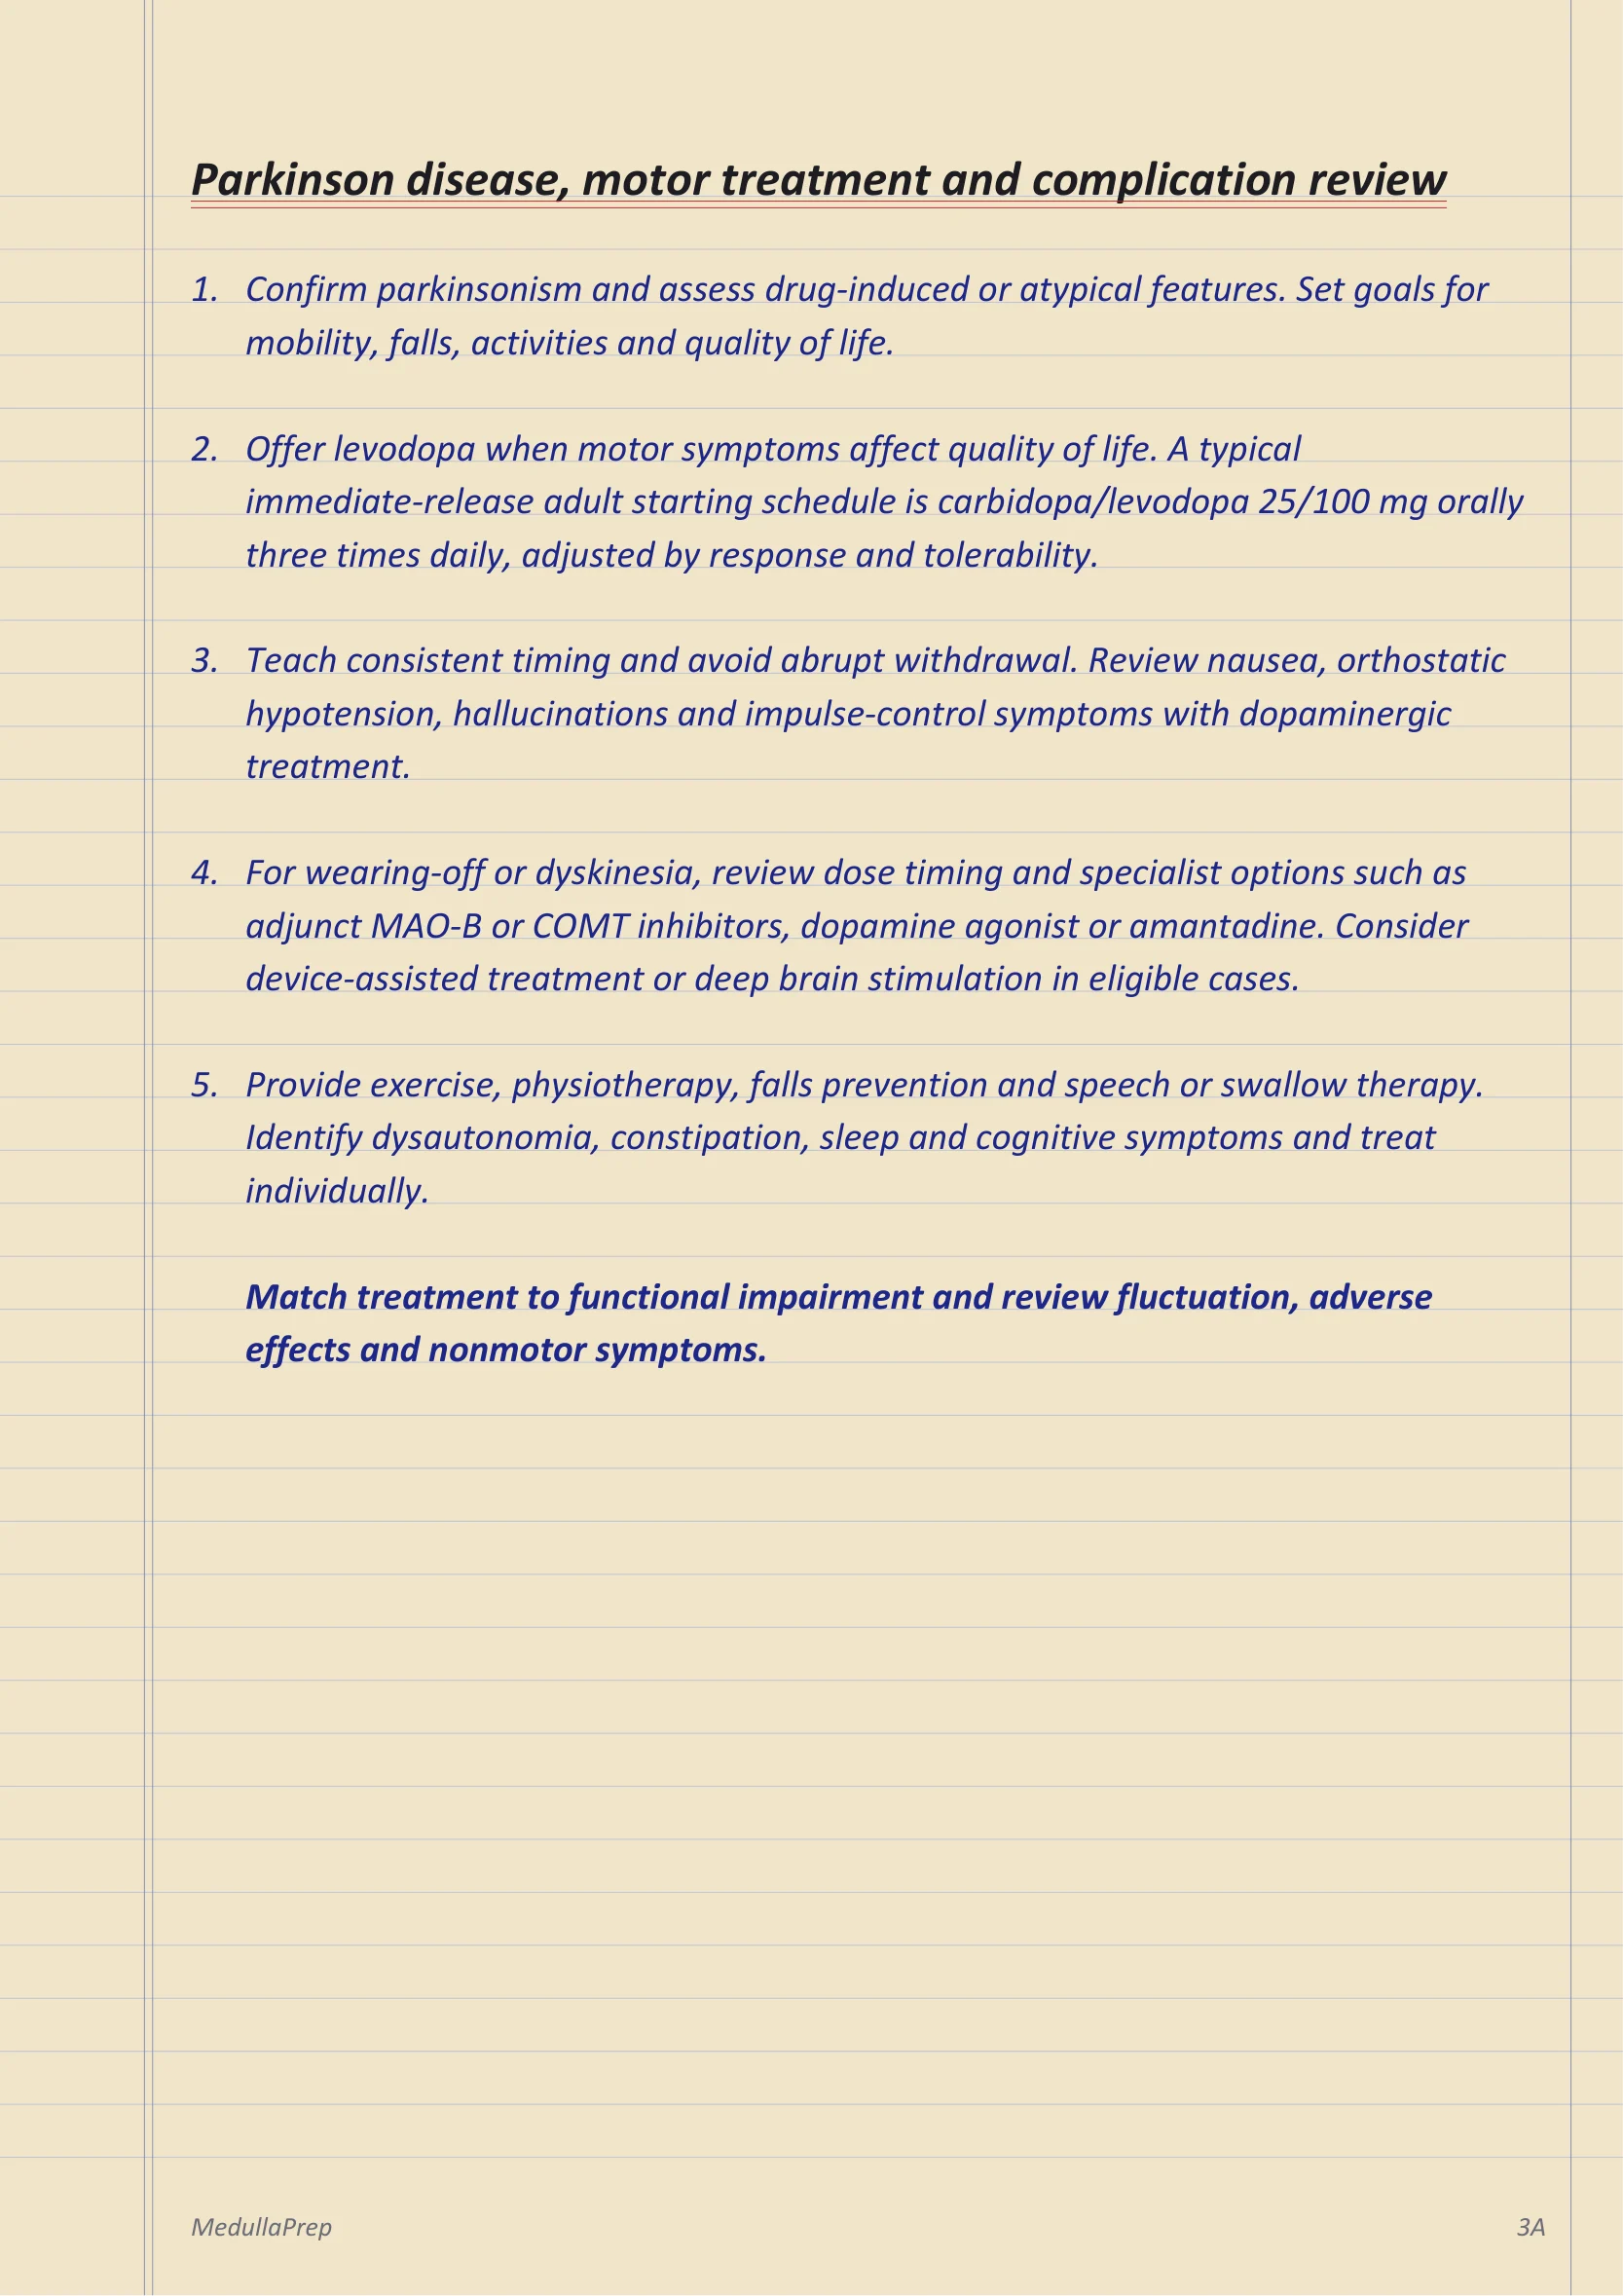 Parkinson disease, motor treatment and complication review
1. Confirm parkinsonism and assess drug-induced or atypical features. Set goals for
mobility, falls, activities and quality of life.
2. Offer levodopa when motor symptoms affect quality of life. A typical
immediate-release adult starting schedule is carbidopa/levodopa 25/100 mg orally
three times daily, adjusted by response and tolerability.
3. Teach consistent timing and avoid abrupt withdrawal. Review nausea, orthostatic
hypotension, hallucinations and impulse-control symptoms with dopaminergic
treatment.
4. For wearing-off or dyskinesia, review dose timing and specialist options such as
adjunct MAO-B or COMT inhibitors, dopamine agonist or amantadine. Consider
device-assisted treatment or deep brain stimulation in eligible cases.
5. Provide exercise, physiotherapy, falls prevention and speech or swallow therapy.
Identify dysautonomia, constipation, sleep and cognitive symptoms and treat
individually.
Match treatment to functional impairment and review fluctuation, adverse
effects and nonmotor symptoms.
MedullaPrep
3A